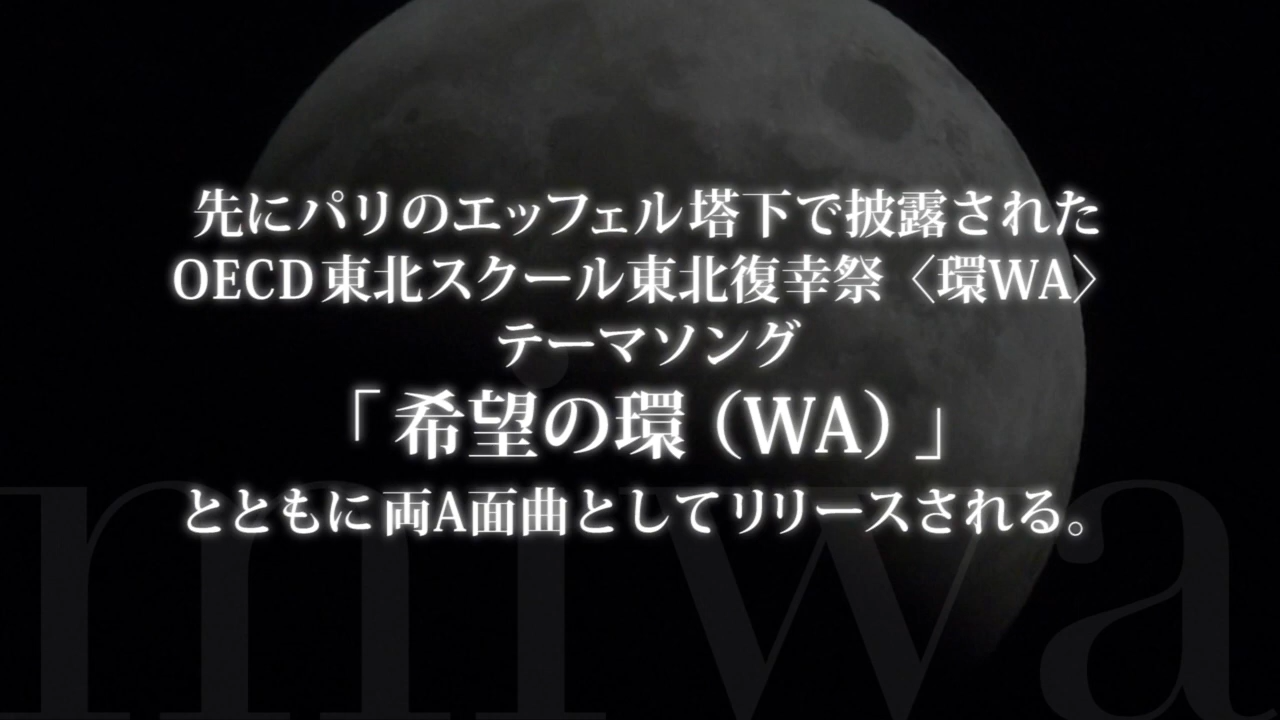 先にパリのエッフェル塔下で披露された
OECD東北スクール東北復幸祭〈環WA〉
テーマソング
「希望の環（WA）」
とともに両A面曲としてリリースされる。
miwa